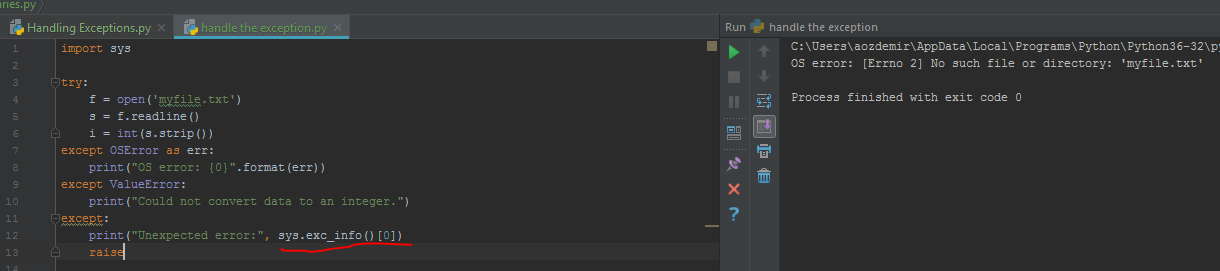 anes.py
Handling Exceptions.py
handle the exception.py
Run handle the exception
1 import sys
2
3 try:
4 f = open('myfile.txt')
5 s = f.readline()
6 i = int(s.strip())
7 except OSError as err:
8 print("OS error: {0}".format(err))
9 except ValueError:
10 print("Could not convert data to an integer.")
11 except:
12 print("Unexpected error:", sys.exc_info()[0])
13 raise
14
C:\Users\aozdemir\AppData\Local\Programs\Python\Python36-32\py
OS error: [Errno 2] No such file or directory: 'myfile.txt'
Process finished with exit code 0